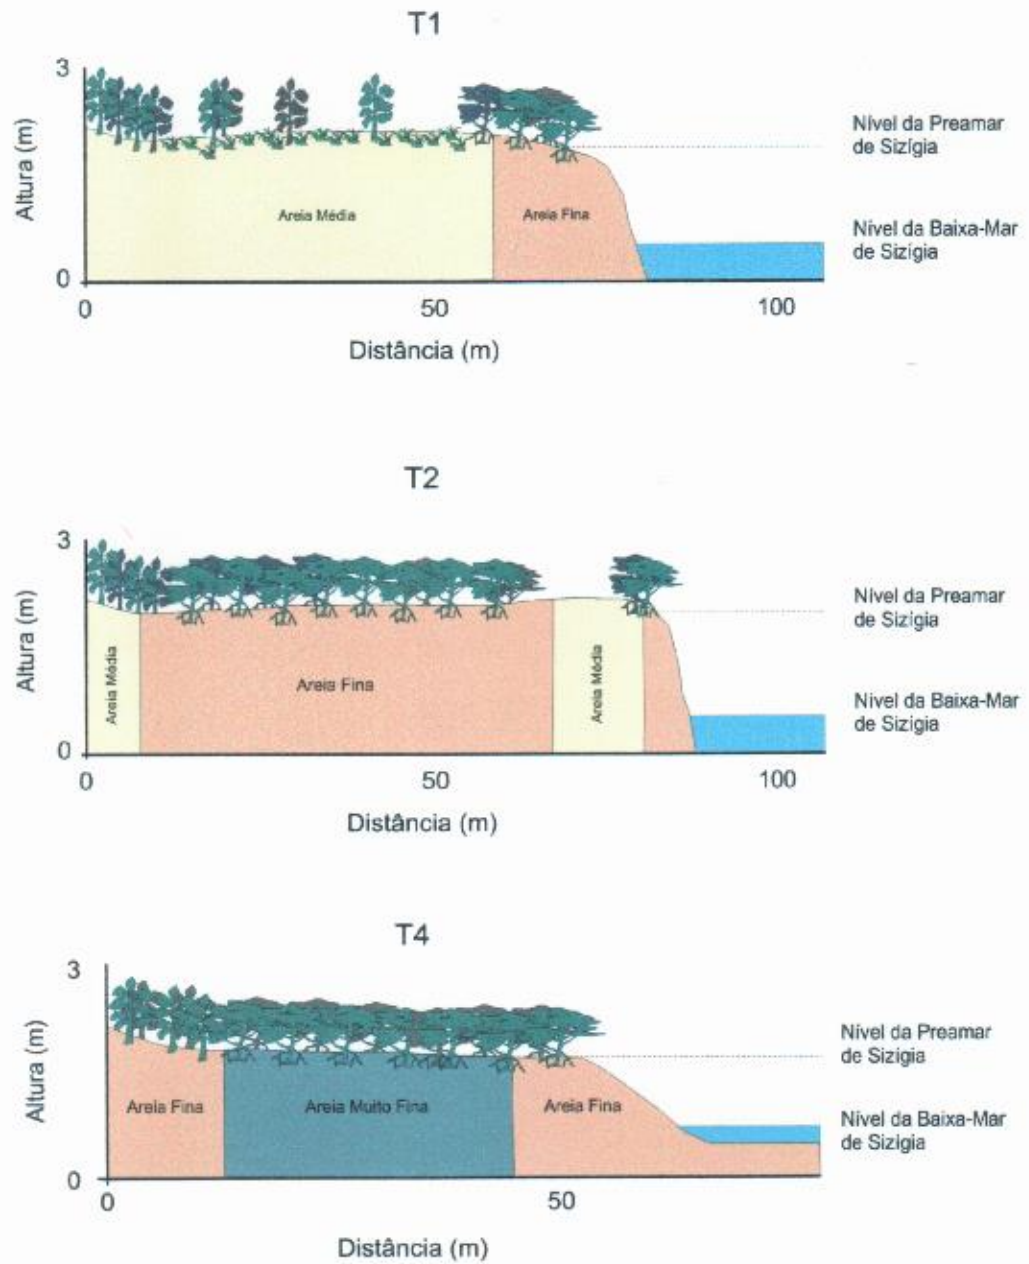 T1
3
Altura (m)
0
Areia Média
Areia Fina
Nível da Preamar
de Sizígia
Nível da Baixa-Mar
de Sizígia
0
50
100
Distância (m)
T2
3
Altura (m)
0
Areia Média
Areia Fina
Areia Média
Nível da Preamar
de Sizígia
Nível da Baixa-Mar
de Sizígia
0
50
100
Distância (m)
T4
3
Altura (m)
0
Areia Fina
Areia Muito Fina
Areia Fina
Nível da Preamar
de Sizígia
Nível da Baixa-Mar
de Sizígia
0
50
Distância (m)